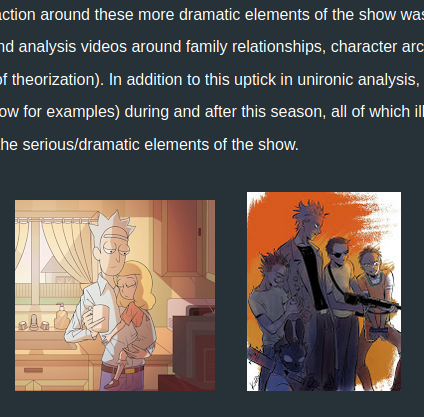 action around these more dramatic elements of the show was
nd analysis videos around family relationships, character arc
of theorization). In addition to this uptick in unironic analysis,
ow for examples) during and after this season, all of which ill
he serious/dramatic elements of the show.